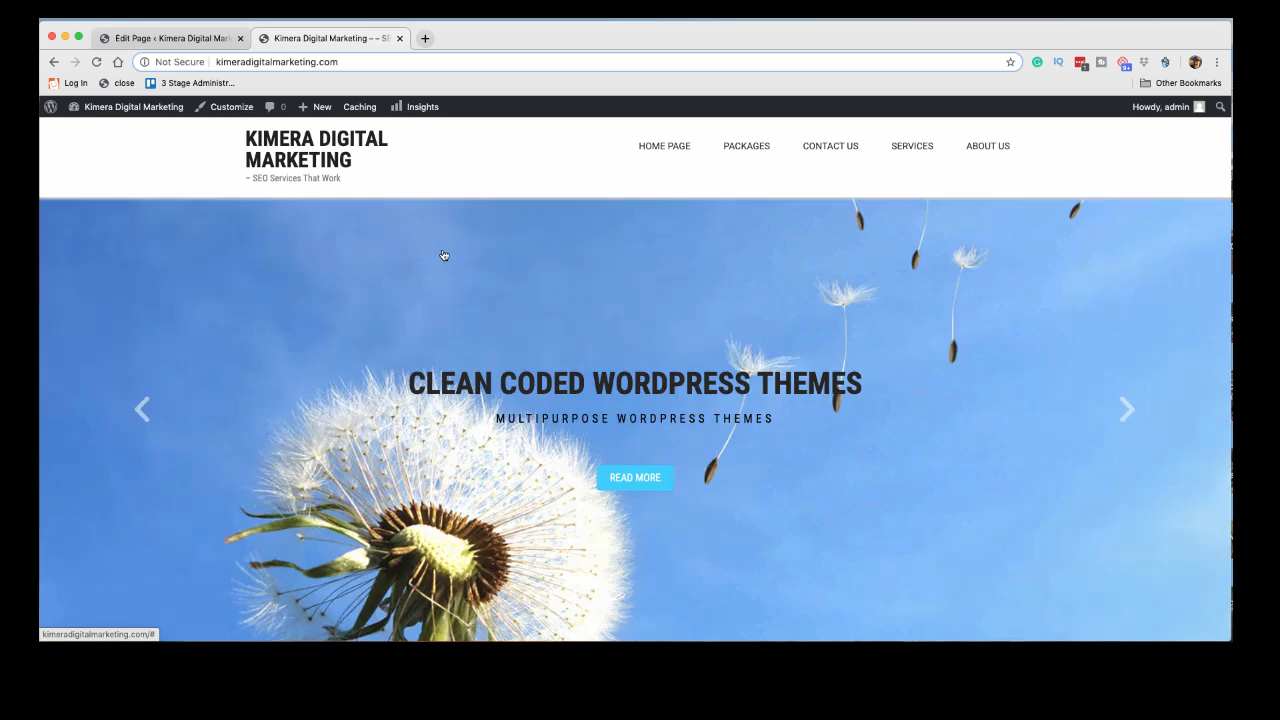 Edit Page ‹ Kimera Digital Mark
Kimera Digital Marketing – – SE
Not Secure
kimeradigitalmarketing.com
IQ
Log In
close
3 Stage Administr...
Other Bookmarks
Kimera Digital Marketing
Customize
0
New
Caching
Insights
Howdy, admin
KIMERA DIGITAL
MARKETING
– SEO Services That Work
HOME PAGE
PACKAGES
CONTACT US
SERVICES
ABOUT US
CLEAN CODED WORDPRESS THEMES
MULTIPURPOSE WORDPRESS THEMES
READ MORE
kimeradigitalmarketing.com/#